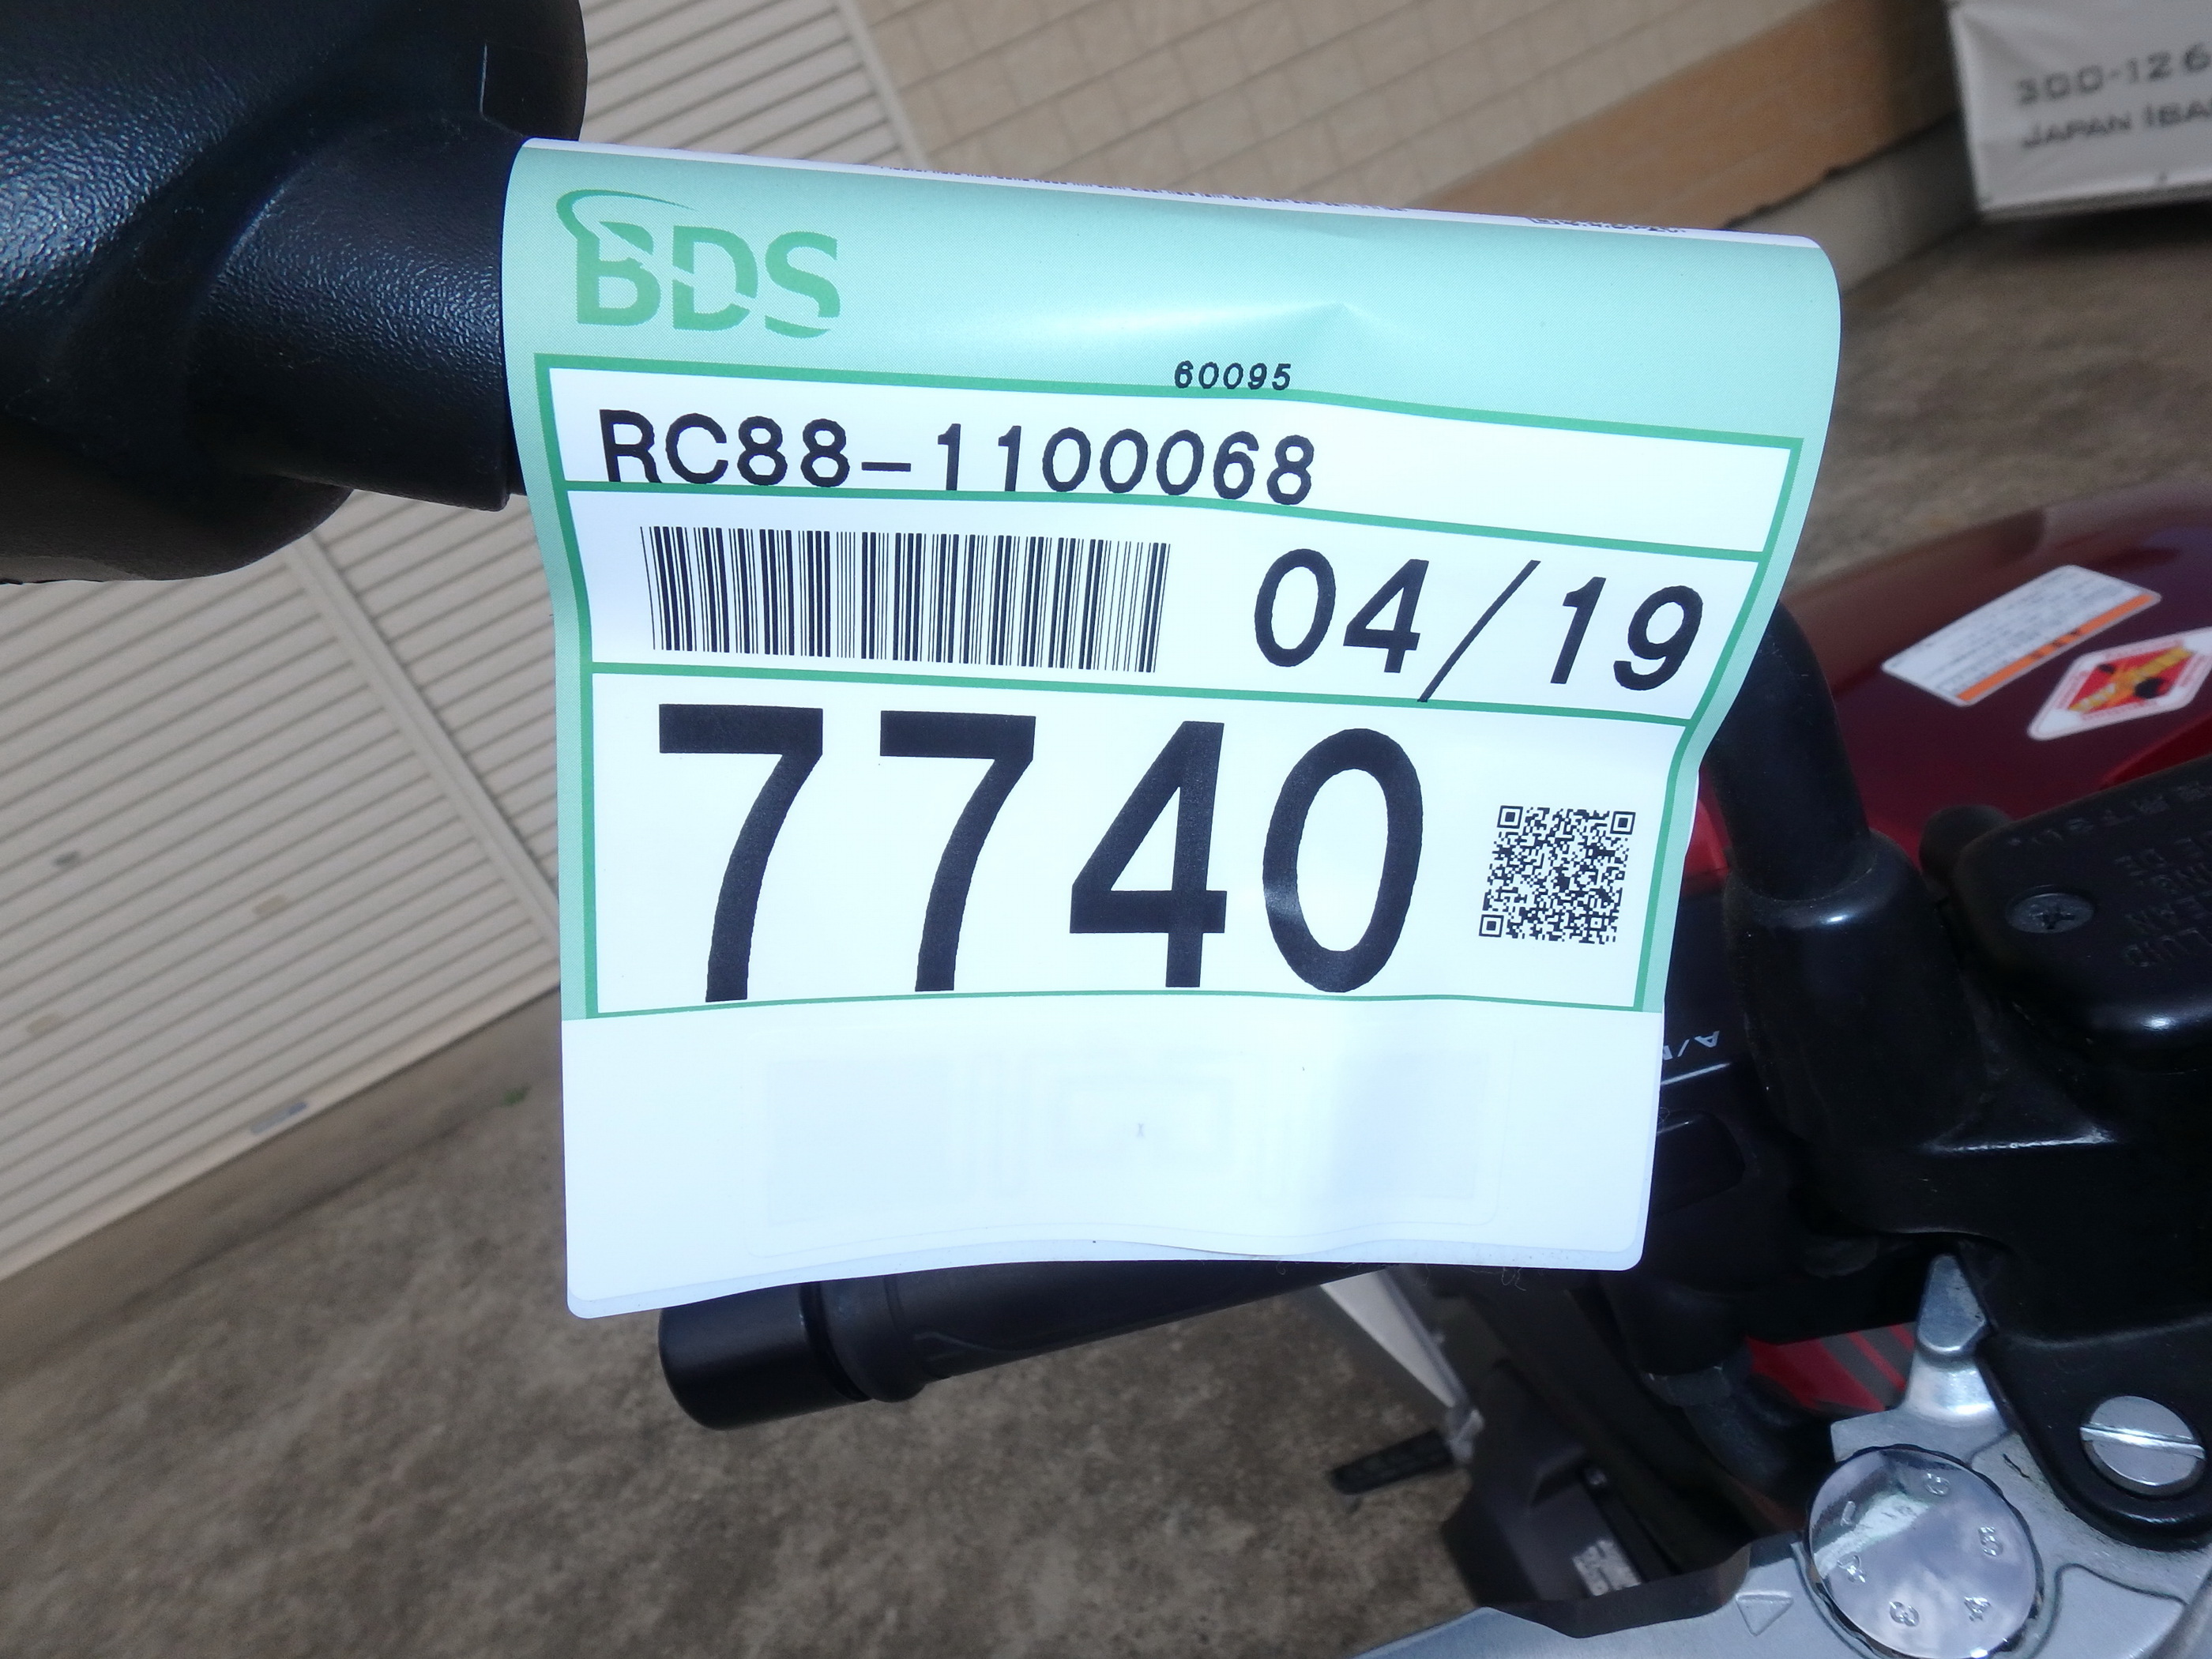 300-126
JAPAN IBA
BDS
60095
RC88-1100068
04/19
7740